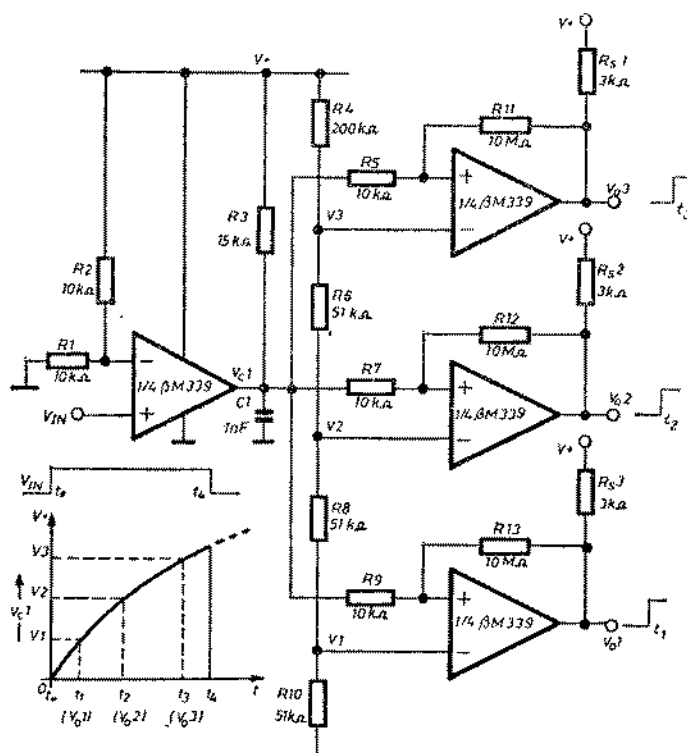 V+
V+
R4
200kΩ
RS1
3kΩ
R11
10MΩ
R5
10kΩ
+
−
1/4 βM339
Vo3
t3
R3
15kΩ
V3
V+
R2
10kΩ
R6
51kΩ
RS2
3kΩ
R12
10MΩ
R1
10kΩ
−
+
1/4 βM339
VIN
VC1
C1
1nF
R7
10kΩ
+
−
1/4 βM339
Vo2
t2
V2
V+
VIN
to
t4
R8
51kΩ
RS3
3kΩ
R13
10MΩ
R9
10kΩ
+
−
1/4 βM339
Vo1
t1
V1
R10
51kΩ
V+
V3
V2
V1
VC1
0
to
t1
t2
t3
t4
t
(Vo1)
(Vo2)
(Vo3)